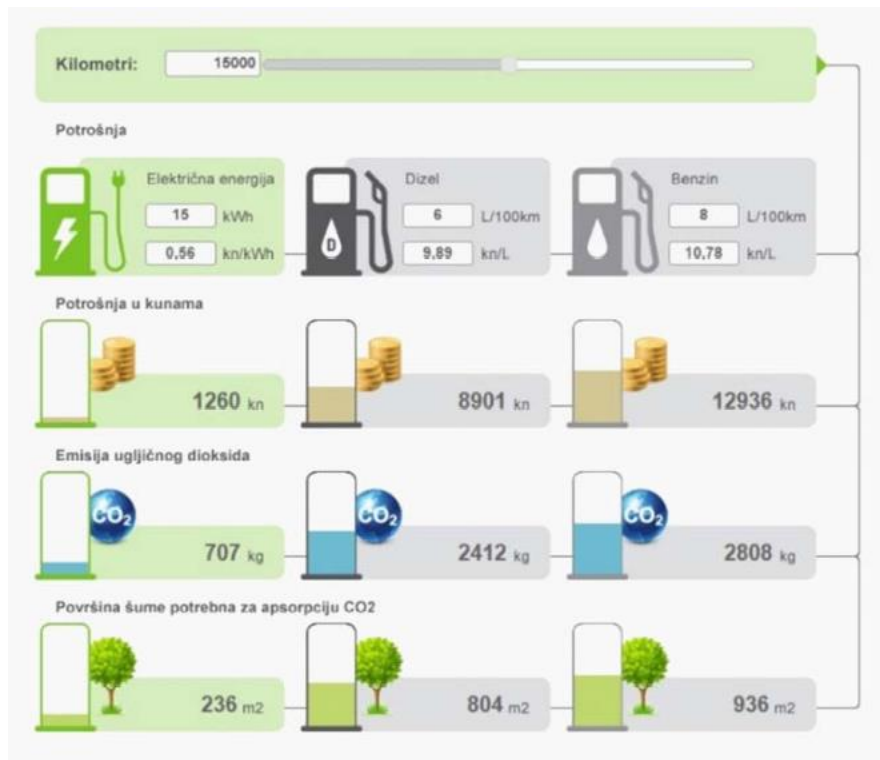 Kilometri: 15000
Potrošnja
Električna energija
15 kWh
0,56 kn/kWh
Dizel
6 L/100km
9,89 kn/L
D
Benzin
8 L/100km
10,78 kn/L
Potrošnja u kunama
1260 kn
8901 kn
12936 kn
Emisija ugljičnog dioksida
CO2
707 kg
CO2
2412 kg
CO2
2808 kg
Površina šume potrebna za apsorpciju CO2
236 m2
804 m2
936 m2